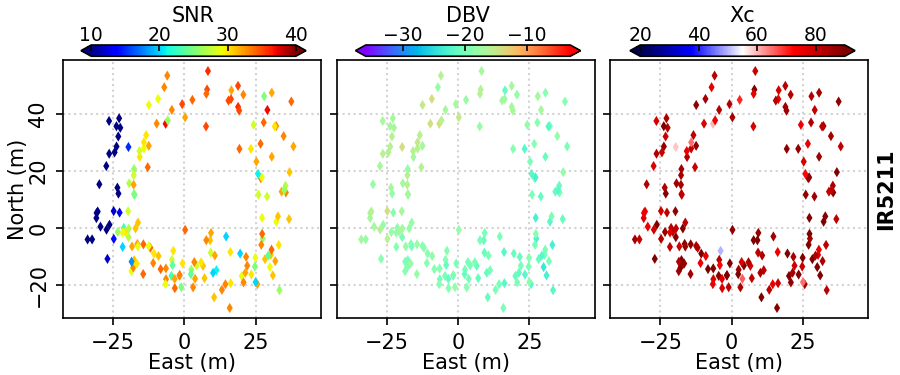 SNR
DBV
Xc
10 20 30 40
−30 −20 −10
20 40 60 80
North (m)
40
20
0
−20
IR5211
−25 0 25
−25 0 25
−25 0 25
East (m)
East (m)
East (m)